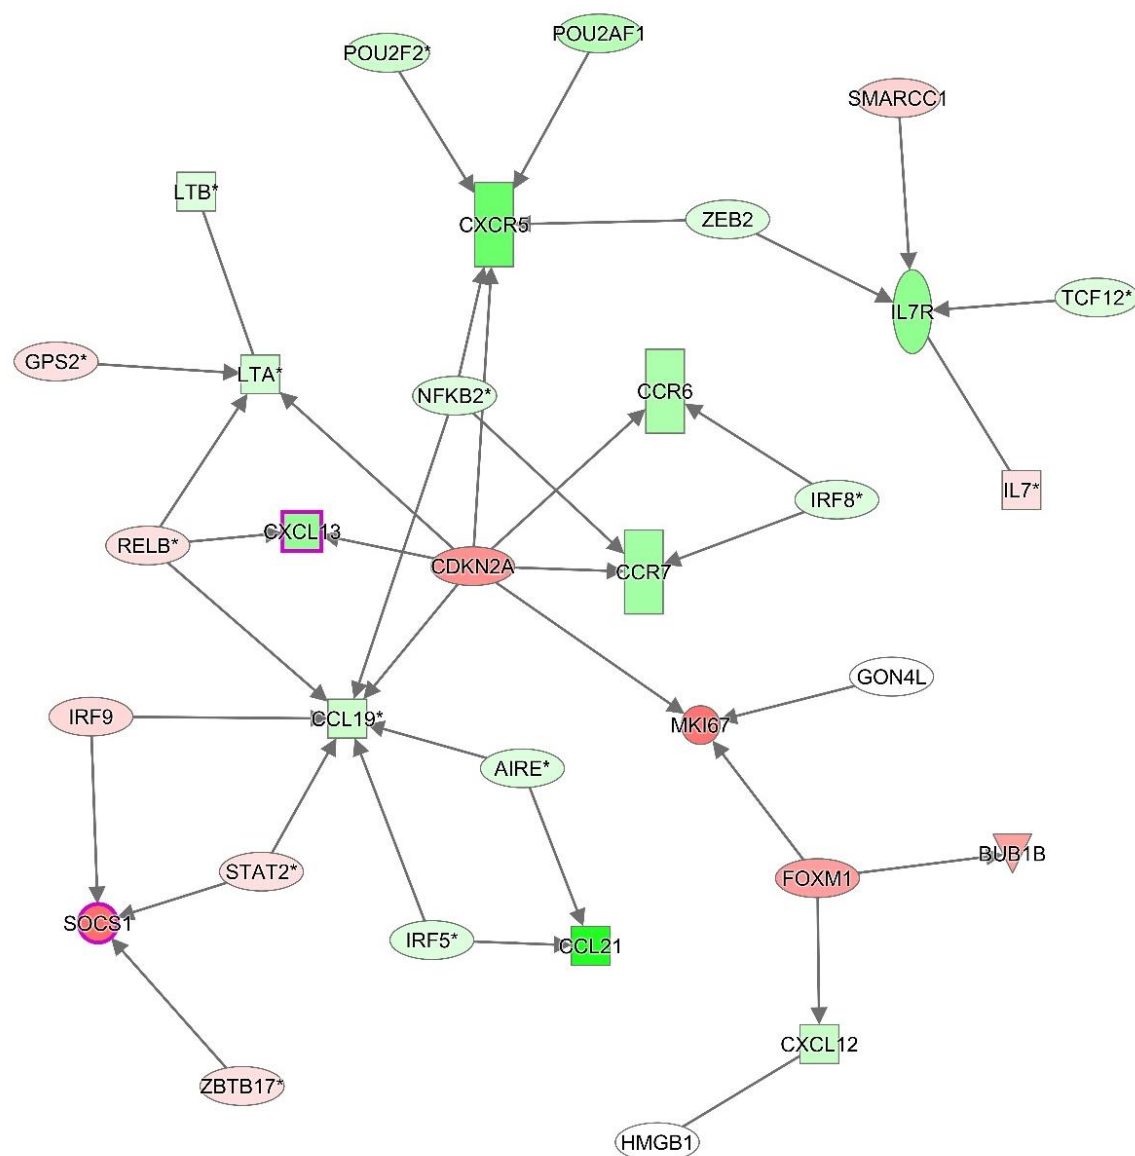 POU2AF1
POU2F2*
SMARCC1
LTB*
ZEB2
CXCR5
TCF12*
IL7R
GPS2*
LTA*
NFKB2*
CCR6
IL7*
IRF8*
CXCL13
RELB*
CDKN2A
CCR7
GON4L
IRF9
CCL19*
MKI67
AIRE*
BUB1B
STAT2*
FOXM1
SOCS1
IRF5*
CCL21
CXCL12
ZBTB17*
HMGB1